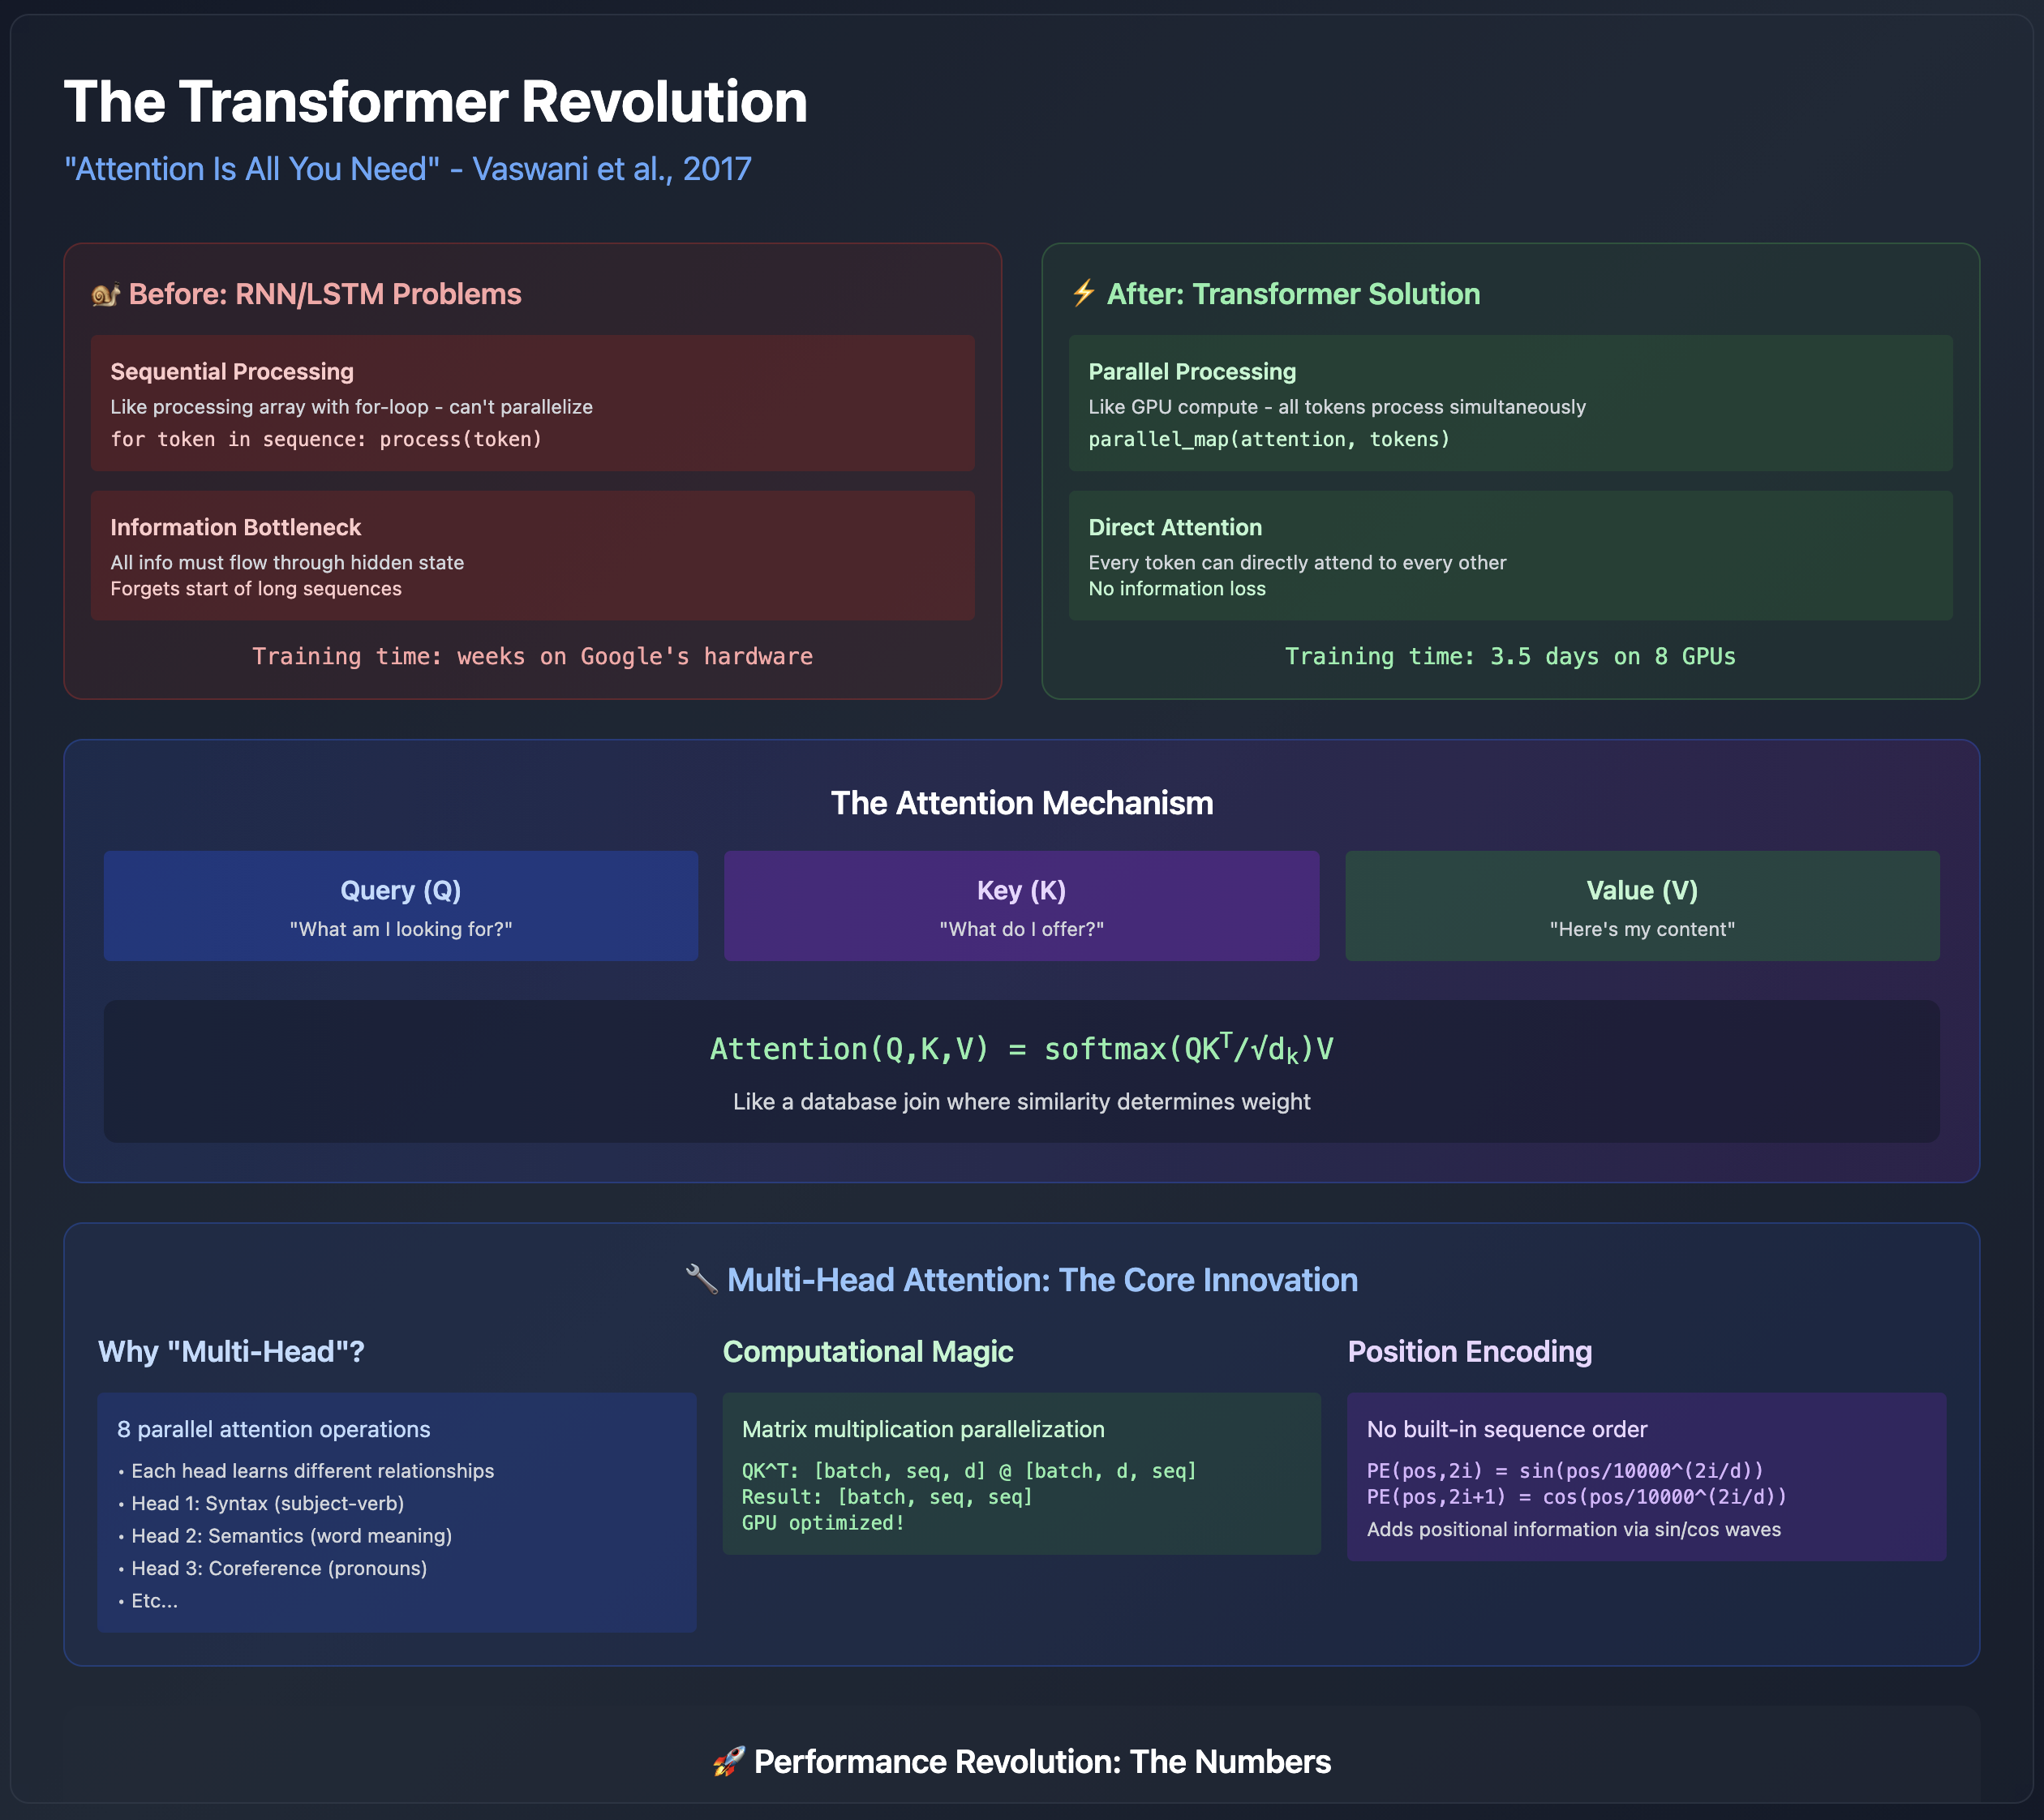 The Transformer Revolution
"Attention Is All You Need" - Vaswani et al., 2017
🐌 Before: RNN/LSTM Problems
Sequential Processing
Like processing array with for-loop - can't parallelize
for token in sequence: process(token)
Information Bottleneck
All info must flow through hidden state
Forgets start of long sequences
Training time: weeks on Google's hardware
⚡ After: Transformer Solution
Parallel Processing
Like GPU compute - all tokens process simultaneously
parallel_map(attention, tokens)
Direct Attention
Every token can directly attend to every other
No information loss
Training time: 3.5 days on 8 GPUs
The Attention Mechanism
Query (Q)
"What am I looking for?"
Key (K)
"What do I offer?"
Value (V)
"Here's my content"
Attention(Q,K,V) = softmax(QKᵀ/√dₖ)V
Like a database join where similarity determines weight
🔧 Multi-Head Attention: The Core Innovation
Why "Multi-Head"?
8 parallel attention operations
• Each head learns different relationships
• Head 1: Syntax (subject-verb)
• Head 2: Semantics (word meaning)
• Head 3: Coreference (pronouns)
• Etc...
Computational Magic
Matrix multiplication parallelization
QK^T: [batch, seq, d] @ [batch, d, seq]
Result: [batch, seq, seq]
GPU optimized!
Position Encoding
No built-in sequence order
PE(pos,2i) = sin(pos/10000^(2i/d))
PE(pos,2i+1) = cos(pos/10000^(2i/d))
Adds positional information via sin/cos waves
🚀 Performance Revolution: The Numbers